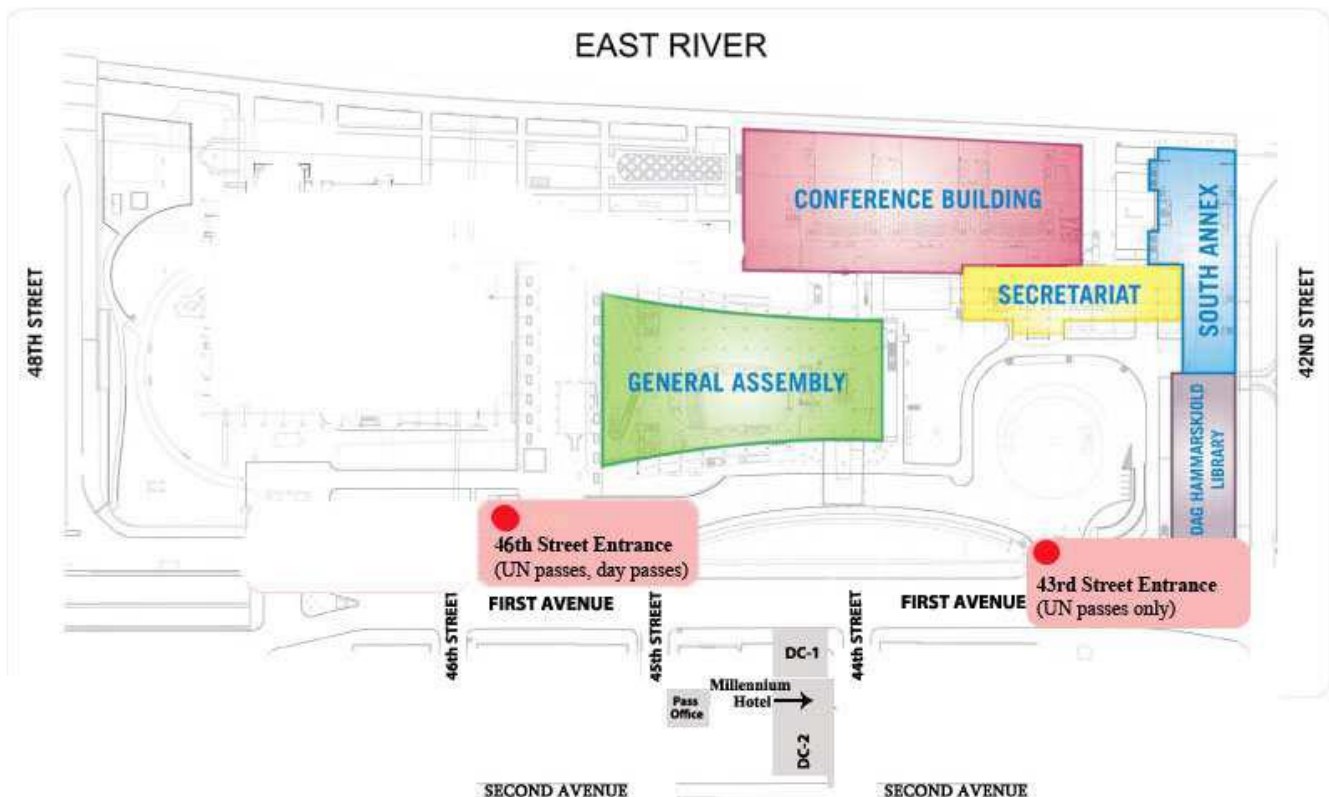 EAST RIVER
CONFERENCE BUILDING
SOUTH ANNEX
SECRETARIAT
48TH STREET
42ND STREET
GENERAL ASSEMBLY
DAG HAMMARSKJOLD
LIBRARY
46th Street Entrance
(UN passes, day passes)
43rd Street Entrance
(UN passes only)
FIRST AVENUE
FIRST AVENUE
46th STREET
45th STREET
44th STREET
DC-1
Millennium
Hotel
Pass
Office
DC-2
SECOND AVENUE
SECOND AVENUE